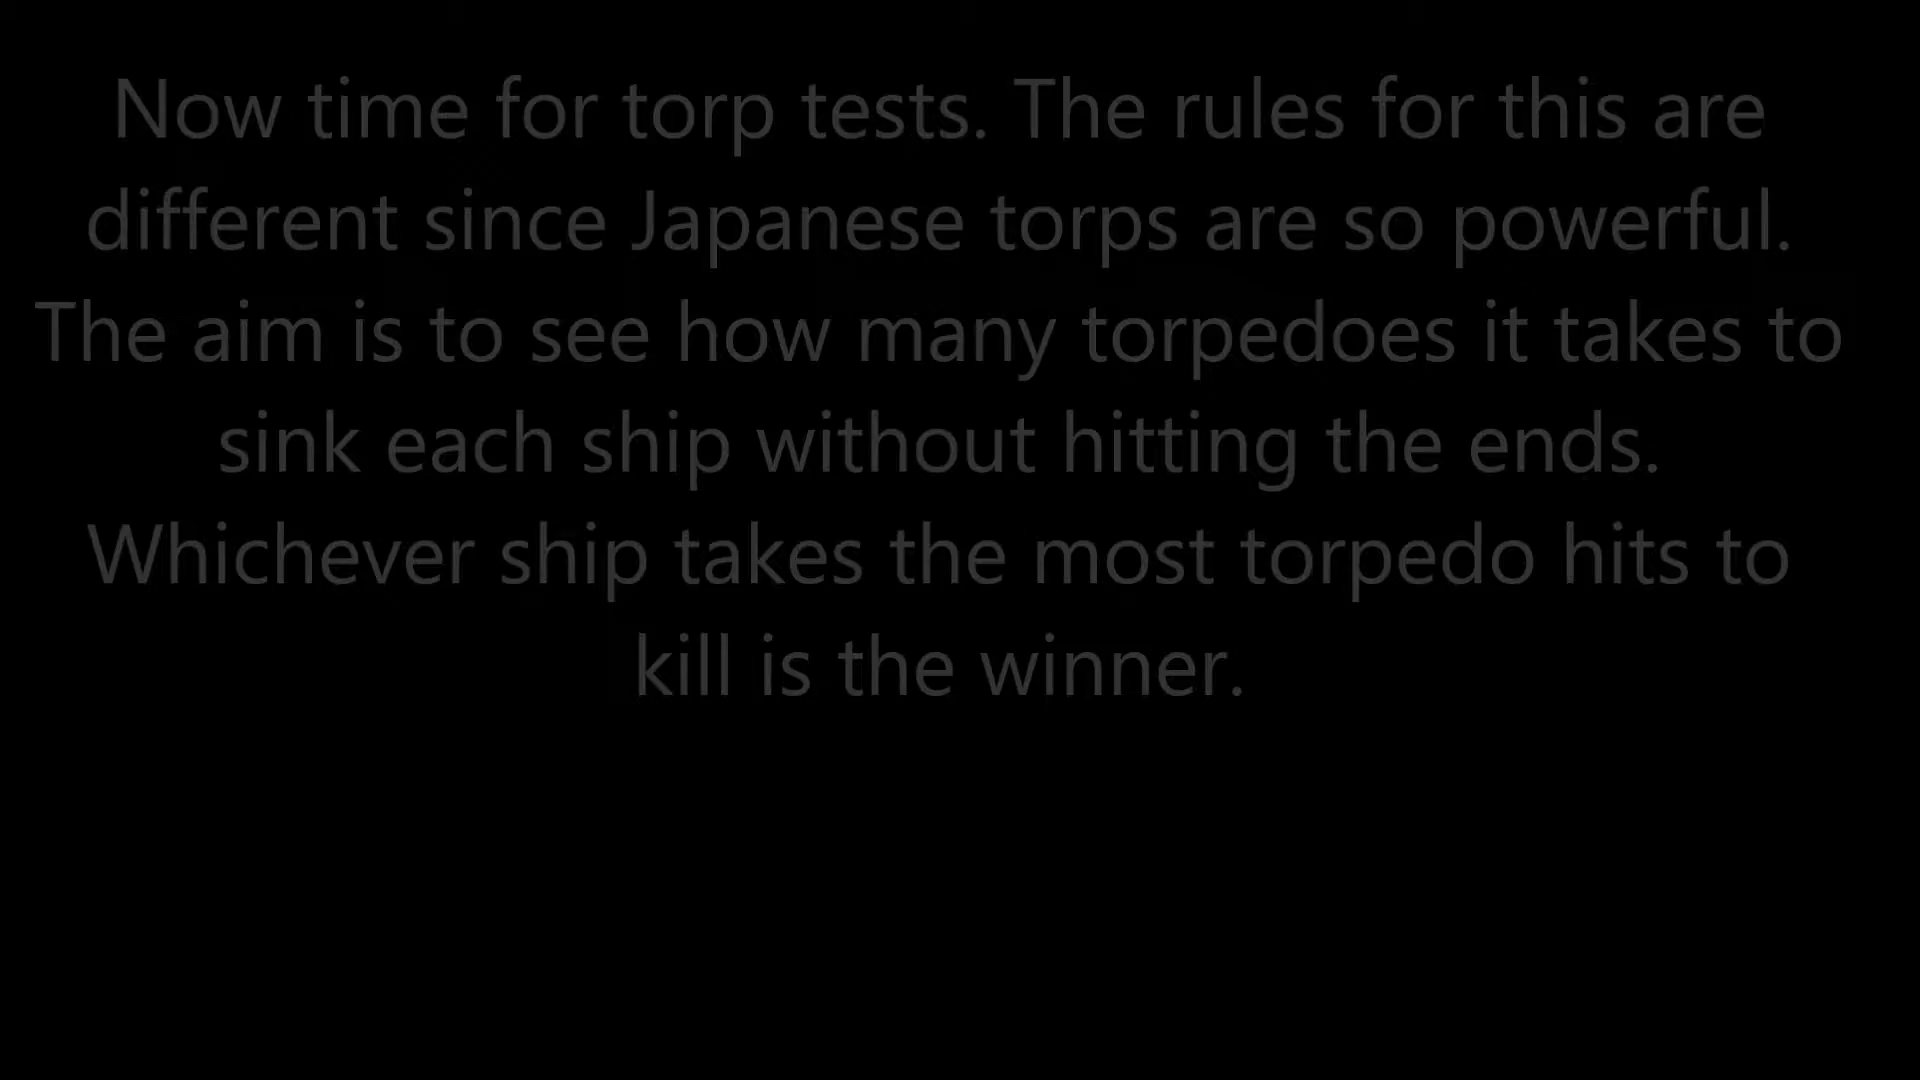 Now time for torp tests. The rules for this are
different since Japanese torps are so powerful.
The aim is to see how many torpedoes it takes to
sink each ship without hitting the ends.
Whichever ship takes the most torpedo hits to
kill is the winner.